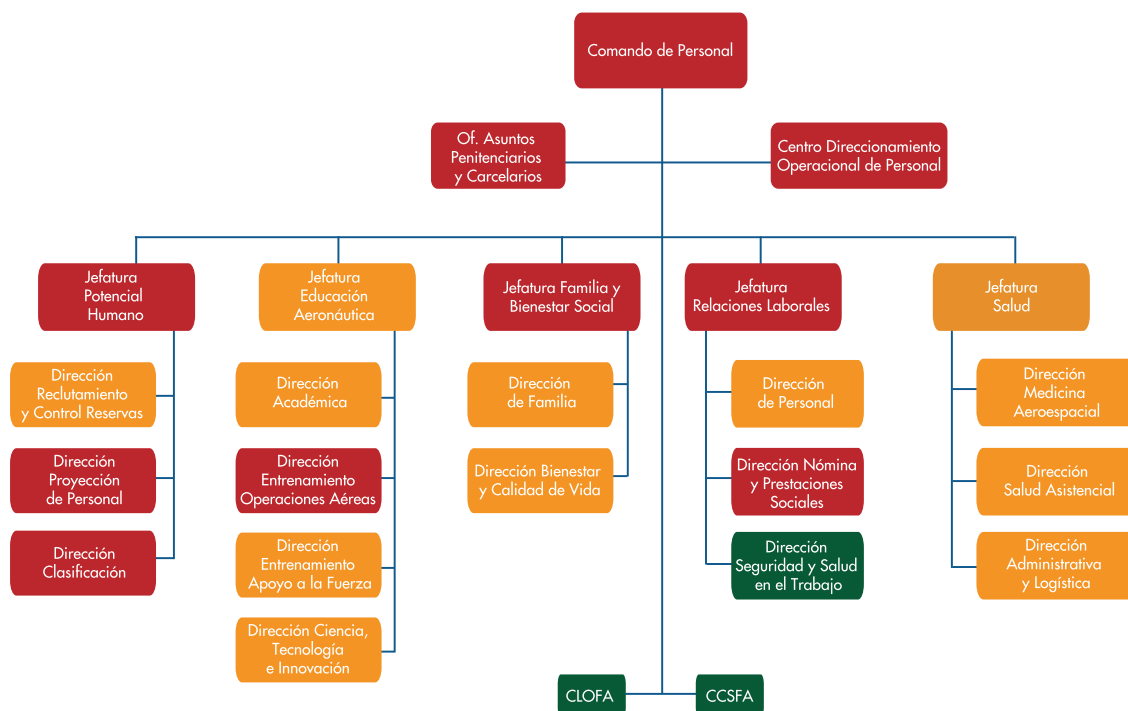 Comando de Personal
Of. Asuntos
Penitenciarios
y Carcelarios
Centro Direccionamiento
Operacional de Personal
Jefatura
Potencial
Humano
Jefatura
Educación
Aeronáutica
Jefatura Familia y
Bienestar Social
Jefatura
Relaciones Laborales
Jefatura
Salud
Dirección
Reclutamiento
y Control Reservas
Dirección
Proyección
de Personal
Dirección
Clasificación
Dirección
Académica
Dirección
Entrenamiento
Operaciones Aéreas
Dirección
Entrenamiento
Apoyo a la Fuerza
Dirección Ciencia,
Tecnología
e Innovación
Dirección
de Familia
Dirección Bienestar
y Calidad de Vida
Dirección
de Personal
Dirección Nómina
y Prestaciones
Sociales
Dirección
Seguridad y Salud
en el Trabajo
Dirección
Medicina
Aeroespacial
Dirección
Salud Asistencial
Dirección
Administrativa
y Logística
CLOFA
CCSFA